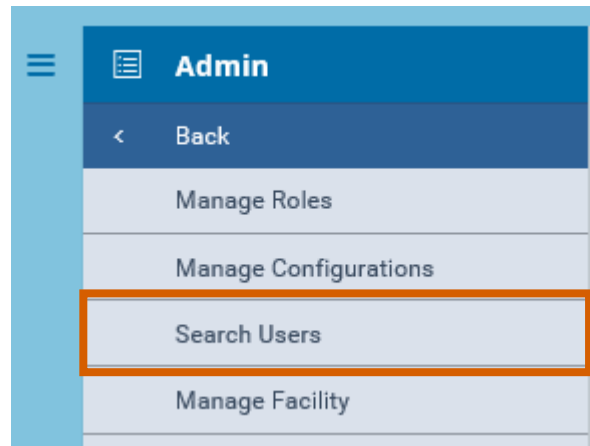 Admin
Back
Manage Roles
Manage Configurations
Search Users
Manage Facility